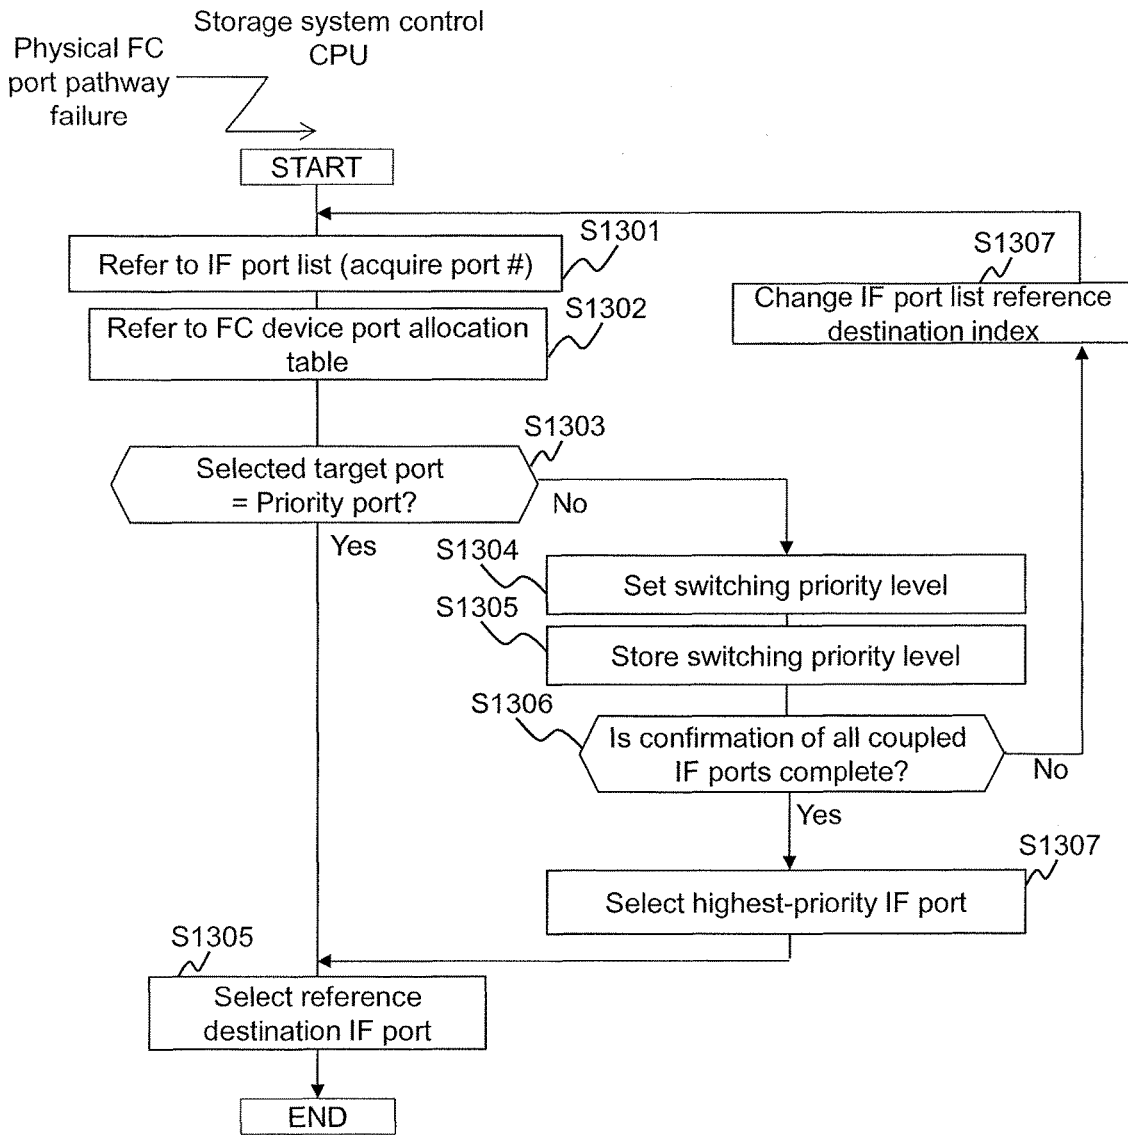 Storage system control
CPU
Physical FC
port pathway
failure
START
S1301
Refer to IF port list (acquire port #)
S1307
Change IF port list reference
destination index
S1302
Refer to FC device port allocation
table
S1303
Selected target port
= Priority port?
No
Yes
S1304
Set switching priority level
S1305
Store switching priority level
S1306
Is confirmation of all coupled
IF ports complete?
No
Yes
S1307
Select highest-priority IF port
S1305
Select reference
destination IF port
END